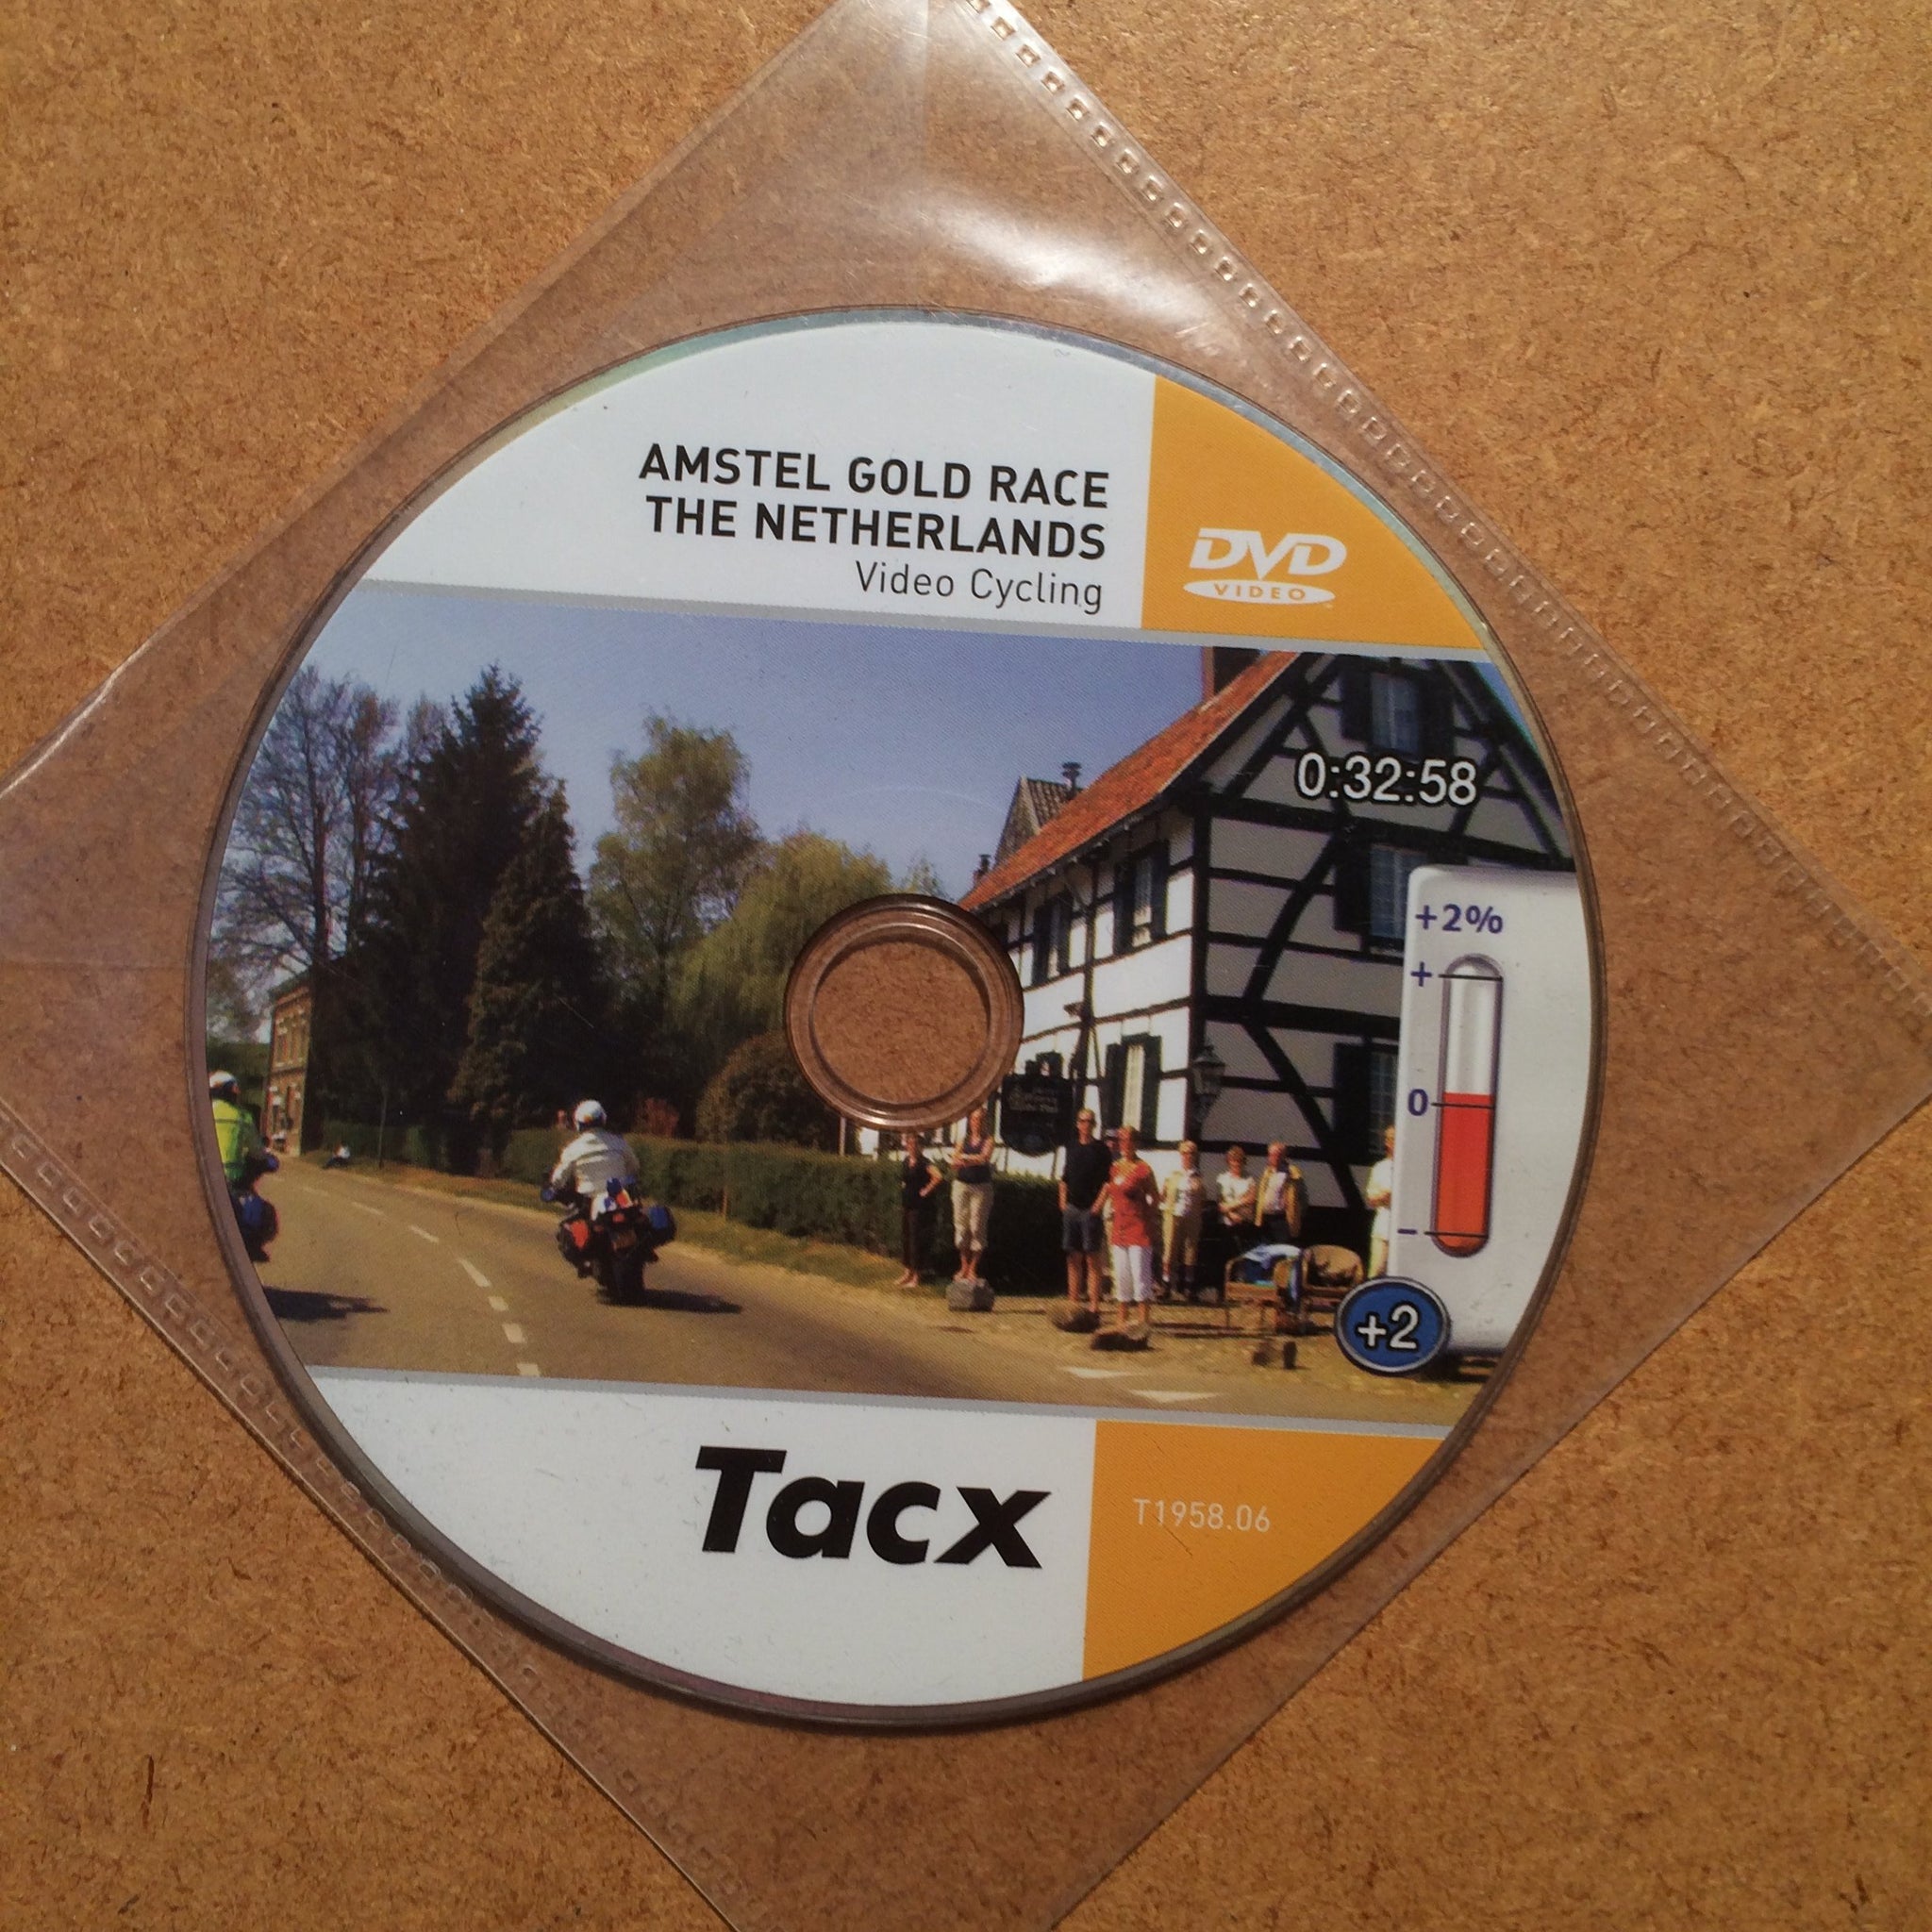 AMSTEL GOLD RACE
THE NETHERLANDS
Video Cycling
DVD
VIDEO
0:32:58
+2%
+
0
-
+2
Tacx
T1958.06